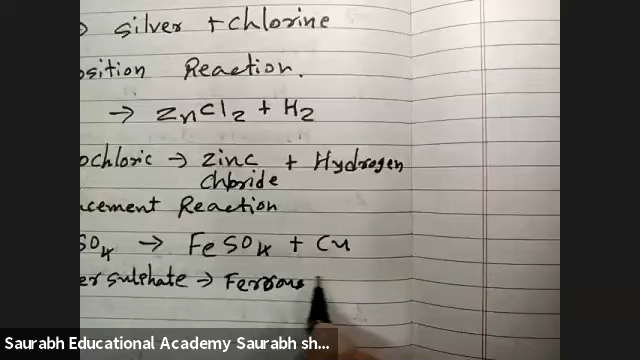 → silver + chlorine
osition Reaction.
→ ZnCl2 + H2
ochloric → zinc + Hydrogen
chloride
acement Reaction
SO4 → FeSO4 + Cu
er sulphate → Ferrous
Saurabh Educational Academy Saurabh sh...